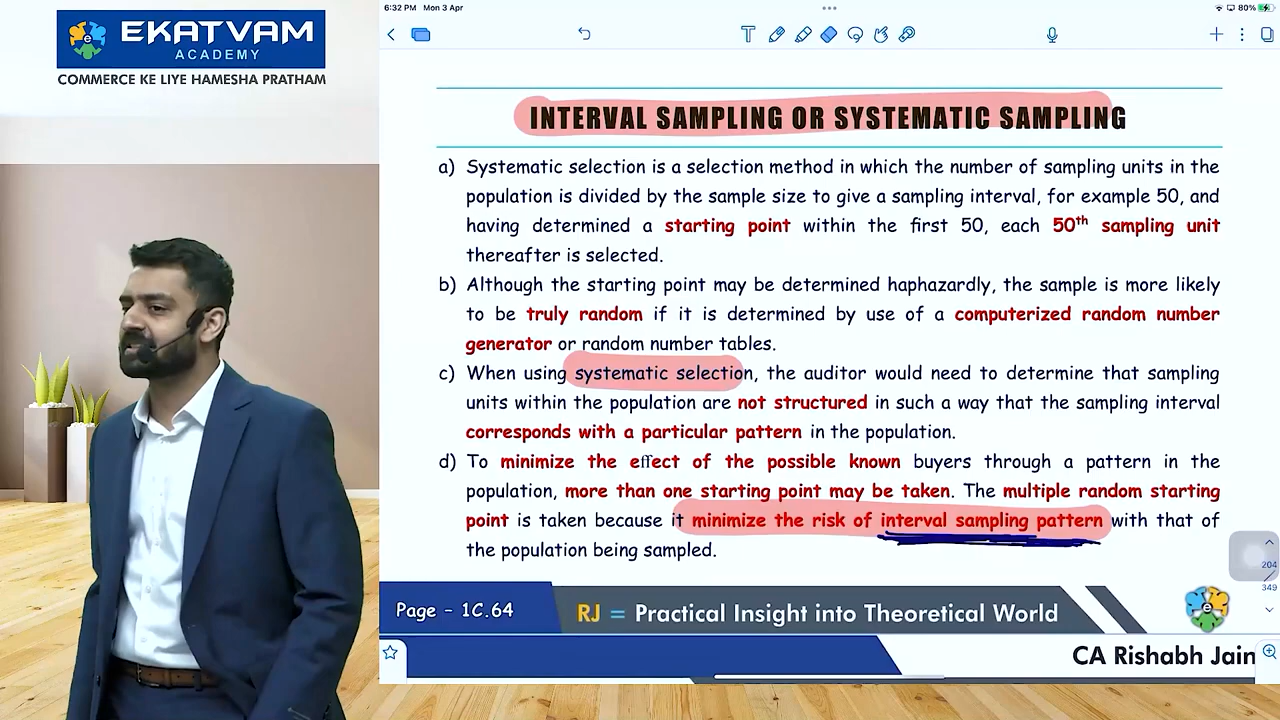 6:32 PM Mon 3 Apr
80%
EKATVAM
ACADEMY
COMMERCE KE LIYE HAMESHA PRATHAM
INTERVAL SAMPLING OR SYSTEMATIC SAMPLING
a) Systematic selection is a selection method in which the number of sampling units in the
population is divided by the sample size to give a sampling interval, for example 50, and
having determined a starting point within the first 50, each 50th sampling unit
thereafter is selected.
b) Although the starting point may be determined haphazardly, the sample is more likely
to be truly random if it is determined by use of a computerized random number
generator or random number tables.
c) When using systematic selection, the auditor would need to determine that sampling
units within the population are not structured in such a way that the sampling interval
corresponds with a particular pattern in the population.
d) To minimize the effect of the possible known buyers through a pattern in the
population, more than one starting point may be taken. The multiple random starting
point is taken because it minimize the risk of interval sampling pattern with that of
the population being sampled.
204
349
Page - 1C.64
RJ = Practical Insight into Theoretical World
CA Rishabh Jain